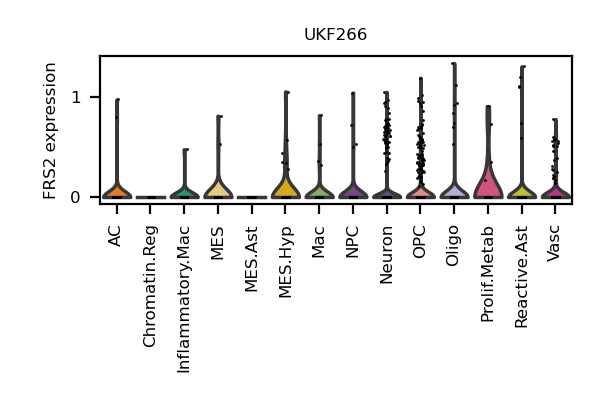 UKF266
FRS2 expression
1
0
AC
Chromatin.Reg
Inflammatory.Mac
MES
MES.Ast
MES.Hyp
Mac
NPC
Neuron
OPC
Oligo
Prolif.Metab
Reactive.Ast
Vasc